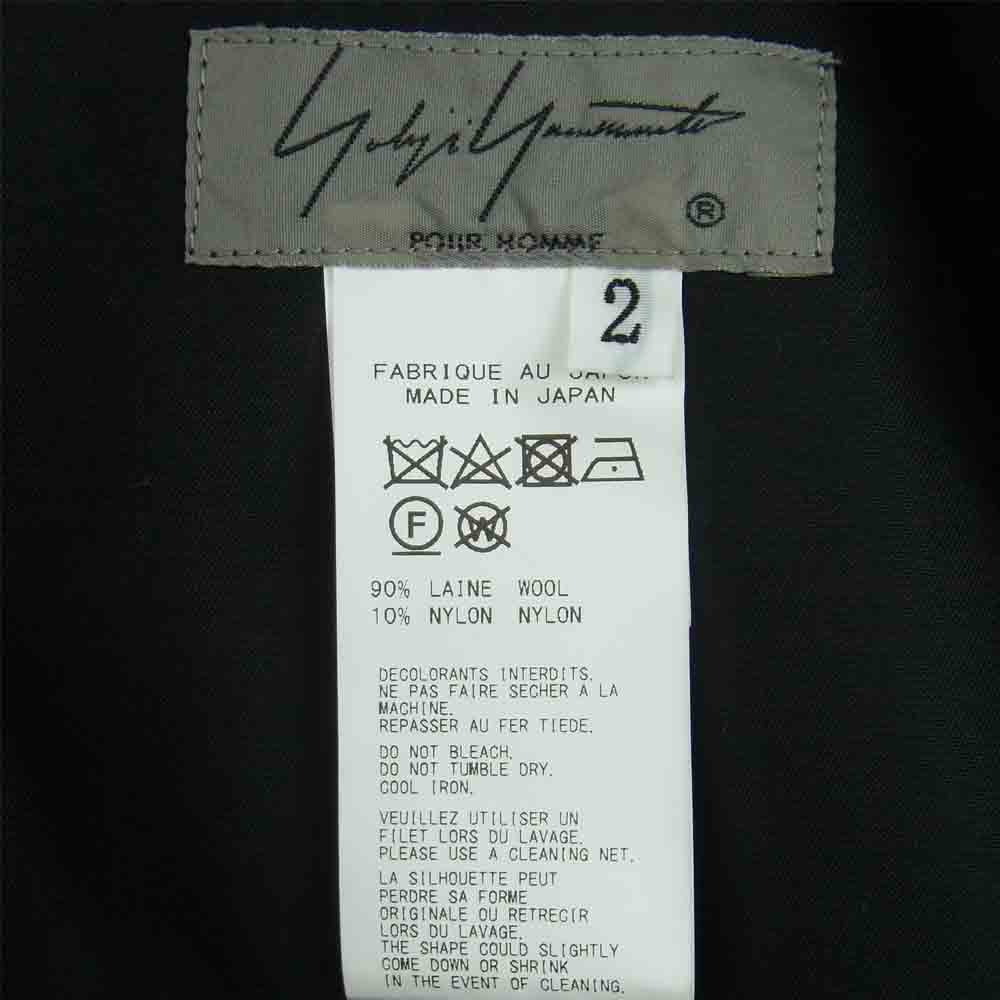 Yohji Yamamoto
®
POUR HOMME
2
FABRIQUE AU JAPON
MADE IN JAPAN
F
W
90% LAINE WOOL
10% NYLON NYLON
DECOLORANTS INTERDITS.
NE PAS FAIRE SECHER A LA
MACHINE.
REPASSER AU FER TIEDE.
DO NOT BLEACH.
DO NOT TUMBLE DRY.
COOL IRON.
VEUILLEZ UTILISER UN
FILET LORS DU LAVAGE.
PLEASE USE A CLEANING NET.
LA SILHOUETTE PEUT
PERDRE SA FORME
ORIGINALE OU RETRECIR
LORS DU LAVAGE.
THE SHAPE COULD SLIGHTLY
COME DOWN OR SHRINK
IN THE EVENT OF CLEANING.